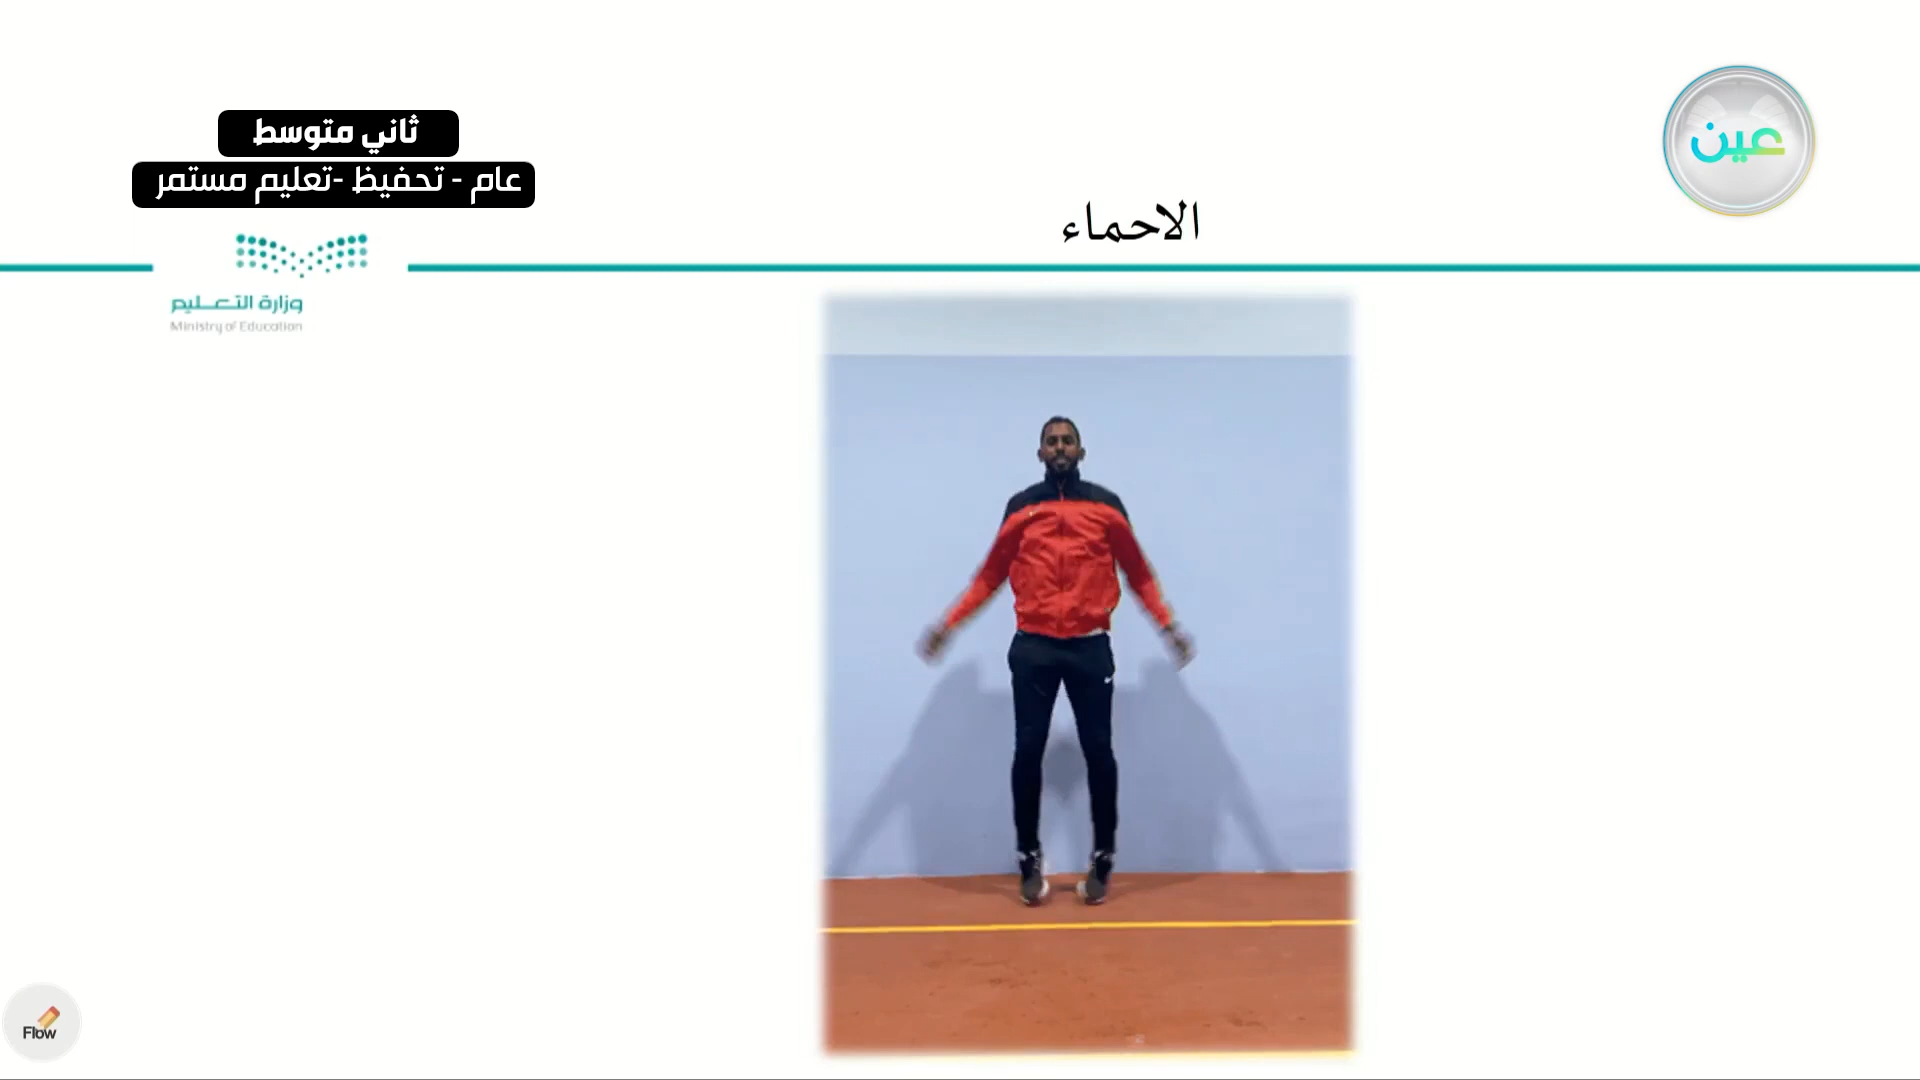 ثاني متوسط
عام - تحفيظ -تعليم مستمر
عين
الاحماء
وزارة التعليم
Ministry of Education
Flow